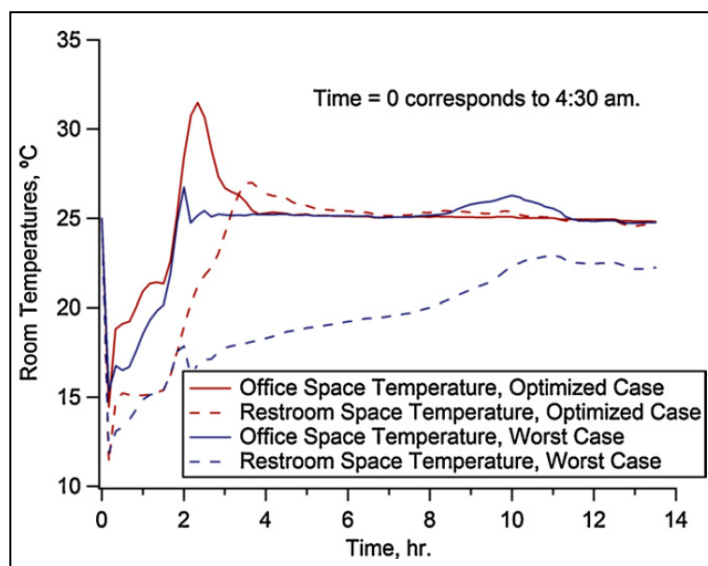 35
30
25
20
15
10
Room Temperatures, ºC
Time = 0 corresponds to 4:30 am.
Office Space Temperature, Optimized Case
Restroom Space Temperature, Optimized Case
Office Space Temperature, Worst Case
Restroom Space Temperature, Worst Case
0 2 4 6 8 10 12 14
Time, hr.